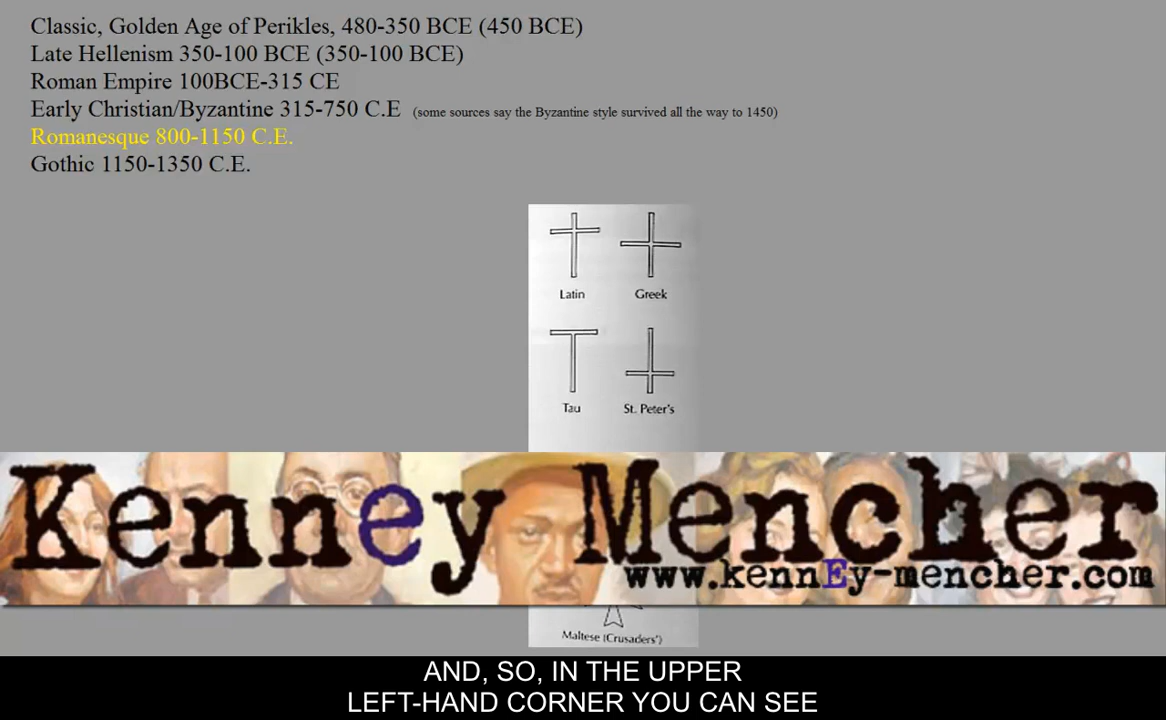 Classic, Golden Age of Perikles, 480-350 BCE (450 BCE)
Late Hellenism 350-100 BCE (350-100 BCE)
Roman Empire 100BCE-315 CE
Early Christian/Byzantine 315-750 C.E (some sources say the Byzantine style survived all the way to 1450)
Romanesque 800-1150 C.E.
Gothic 1150-1350 C.E.
Latin Greek
Tau St. Peter's
Kenney Mencher
www.kennEy-mencher.com
Maltese (Crusaders')
AND, SO, IN THE UPPER
LEFT-HAND CORNER YOU CAN SEE